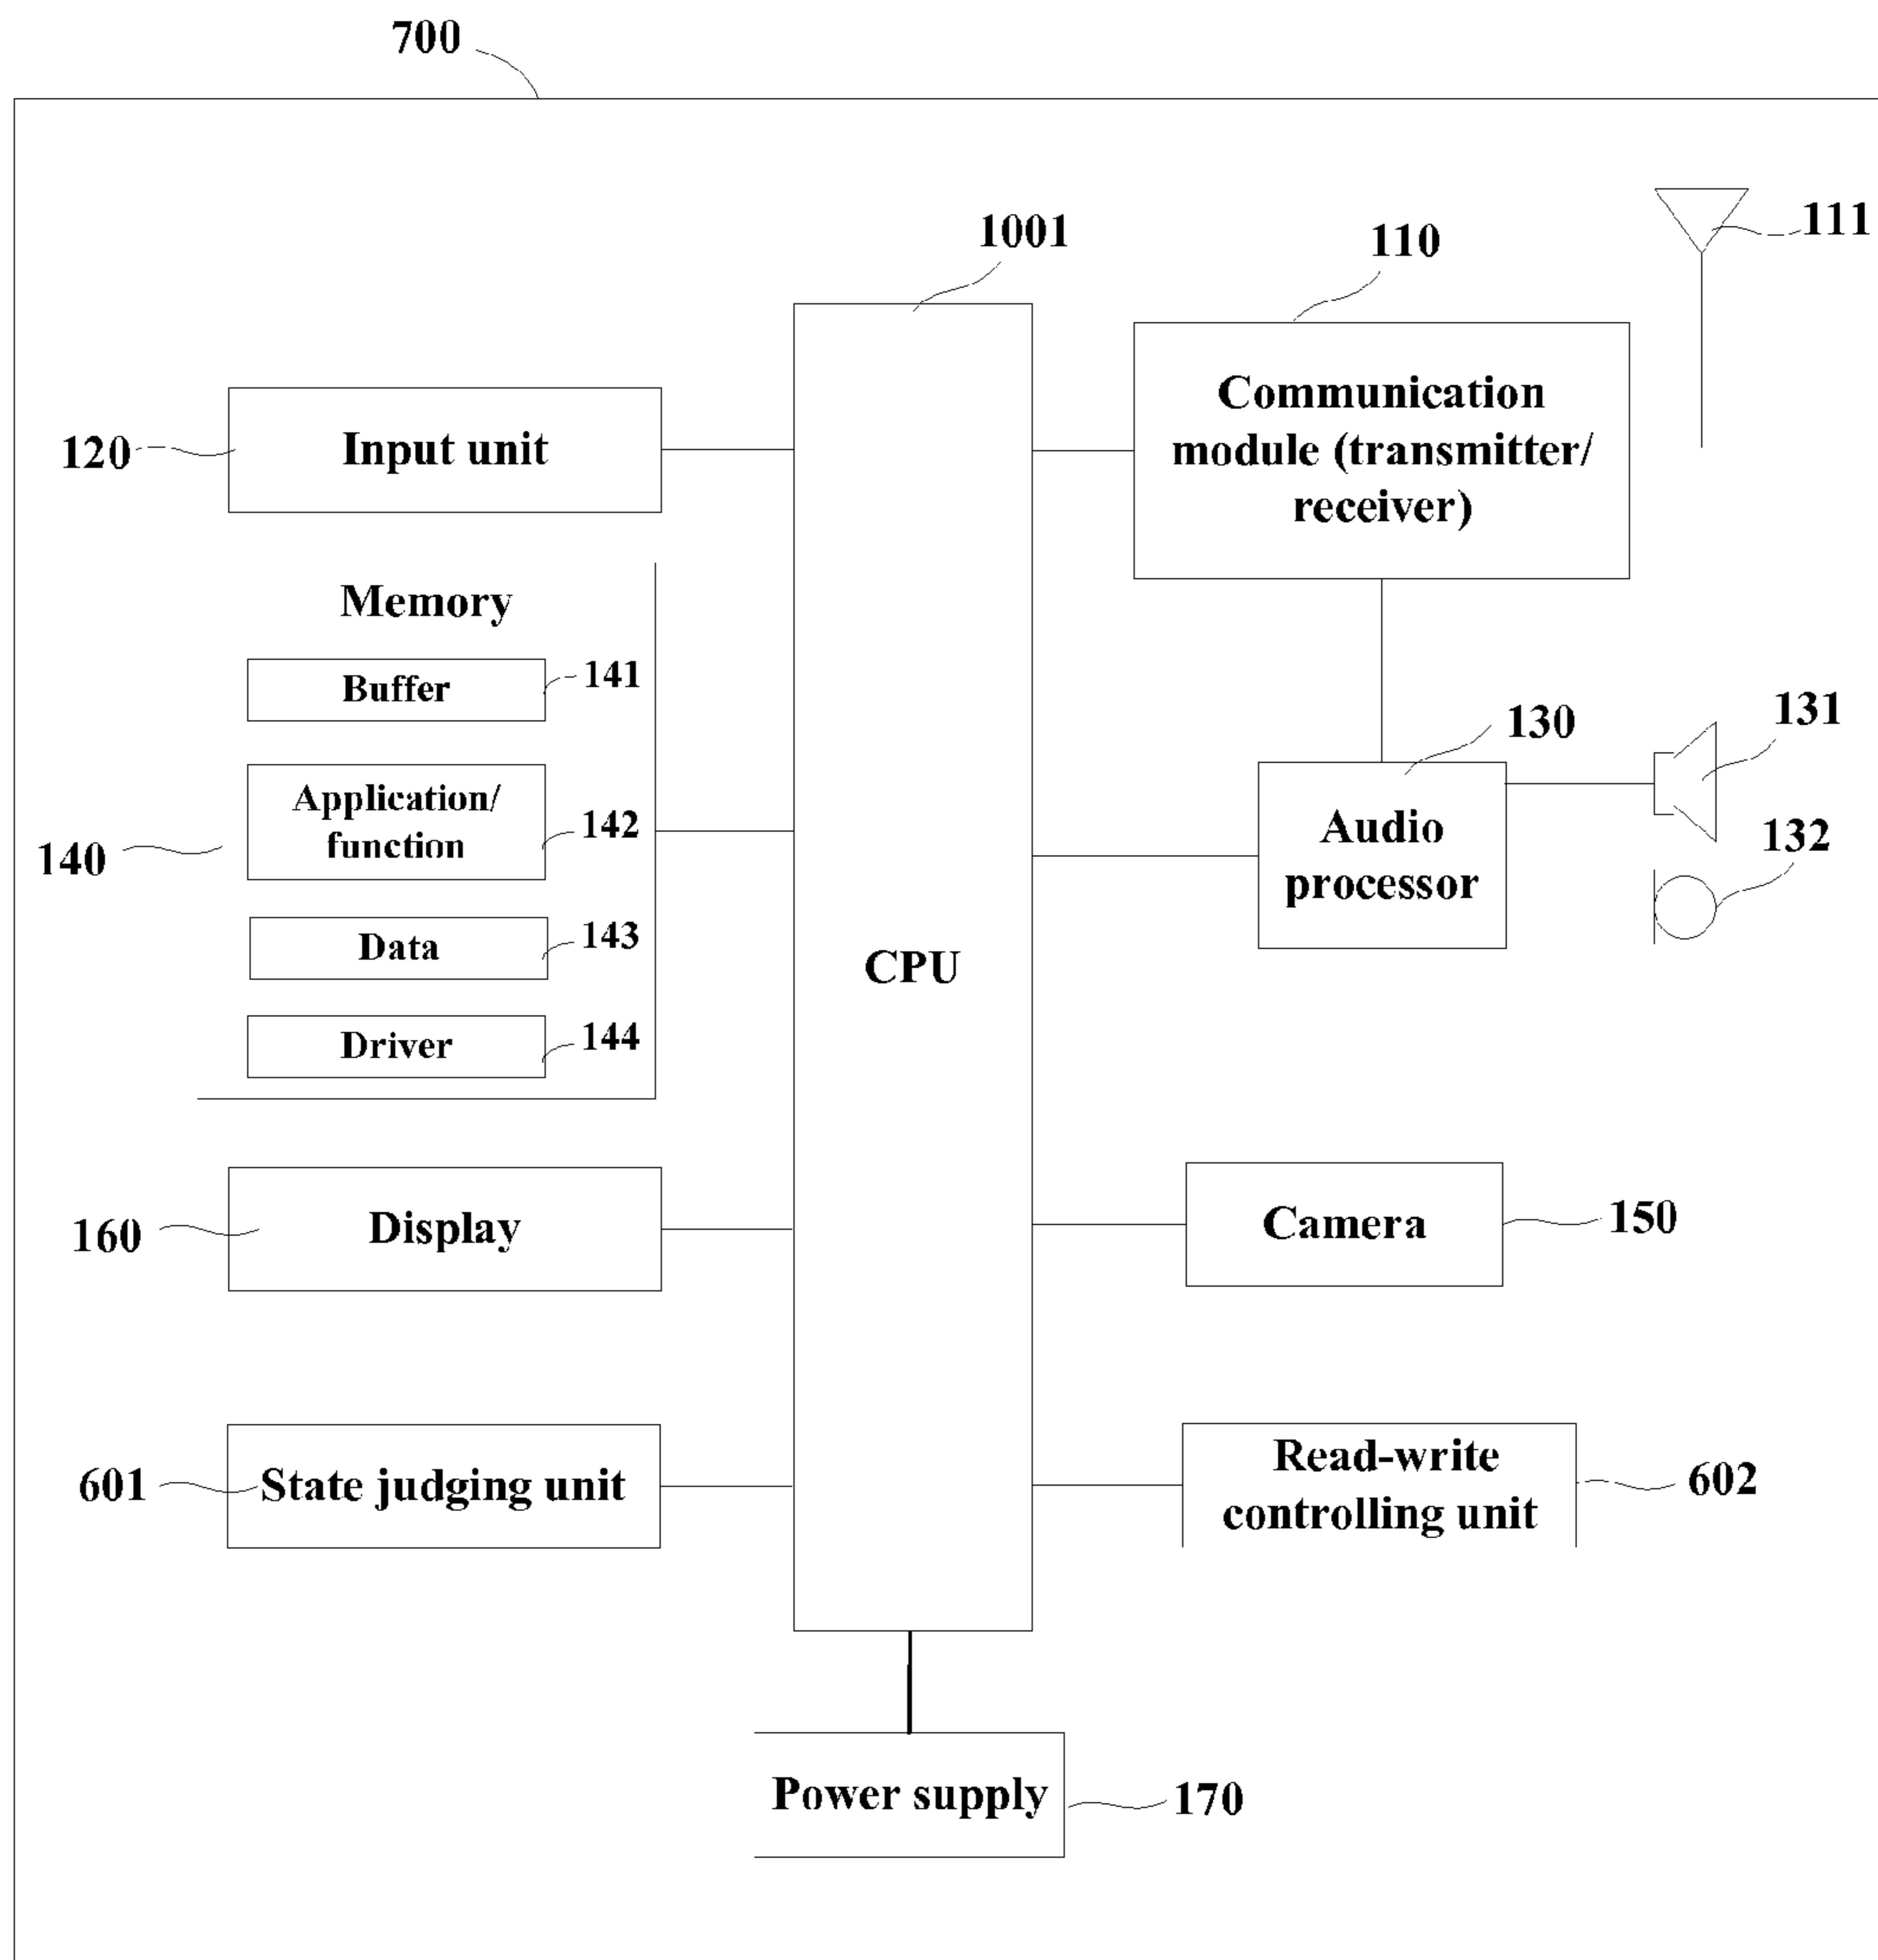 700
1001
110
111
120
Input unit
Communication
module (transmitter/
receiver)
Memory
Buffer
141
Application/
function
142
140
Data
143
Driver
144
CPU
130
Audio
processor
131
132
160
Display
Camera
150
601
State judging unit
Read-write
controlling unit
602
Power supply
170